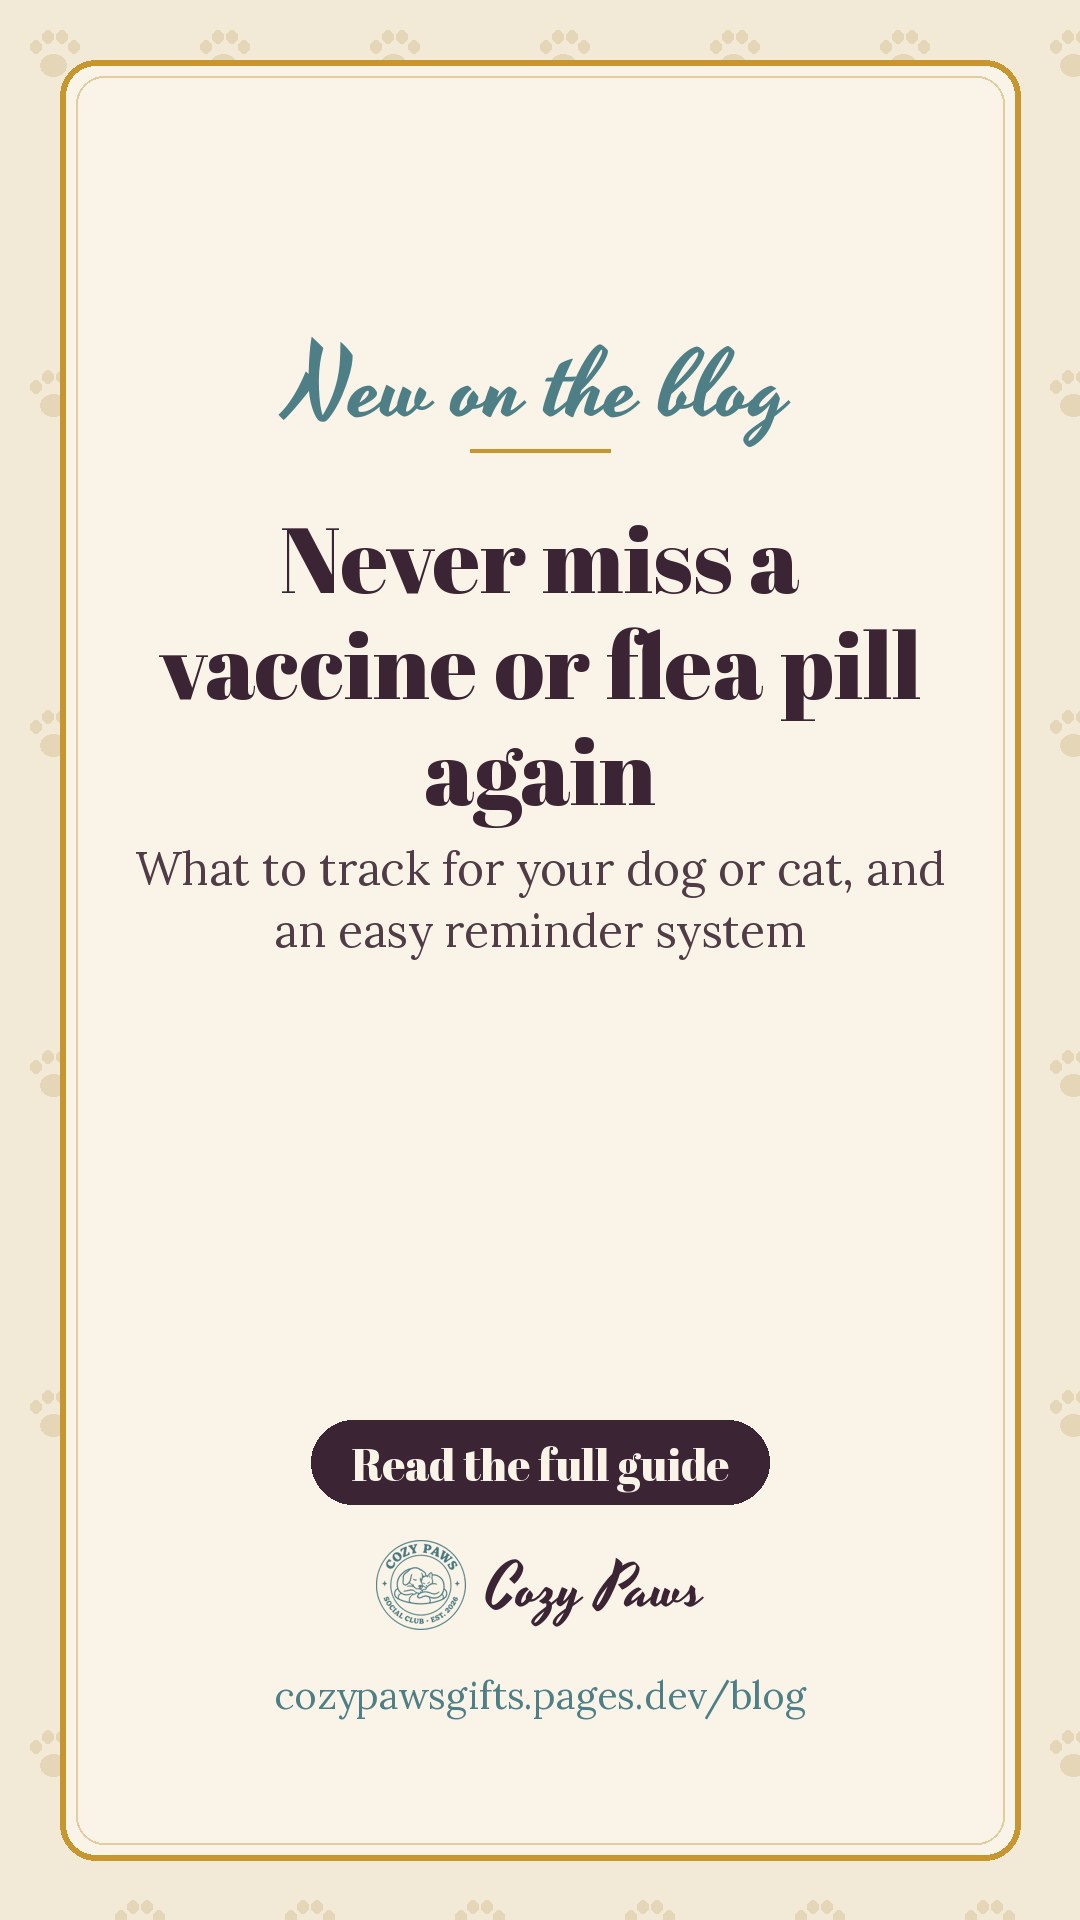 New on the blog
Never miss a
vaccine or flea pill
again
What to track for your dog or cat, and
an easy reminder system
Read the full guide
COZY PAWS
SOCIAL CLUB · EST. 2026
Cozy Paws
cozypawsgifts.pages.dev/blog